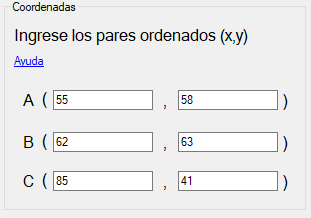 Coordenadas
Ingrese los pares ordenados (x,y)
Ayuda
A ( 55 , 58 )
B ( 62 , 63 )
C ( 85 , 41 )